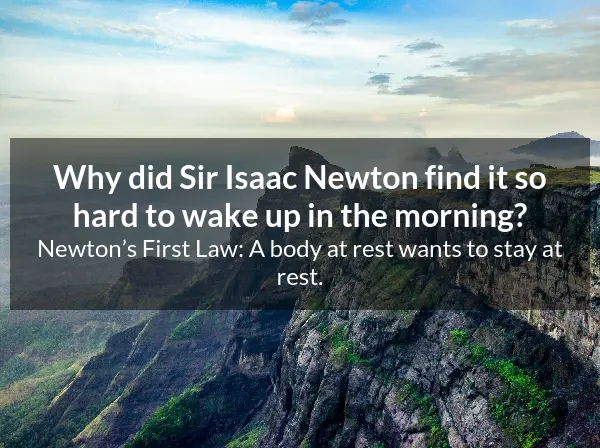 Why did Sir Isaac Newton find it so
hard to wake up in the morning?
Newton’s First Law: A body at rest wants to stay at
rest.